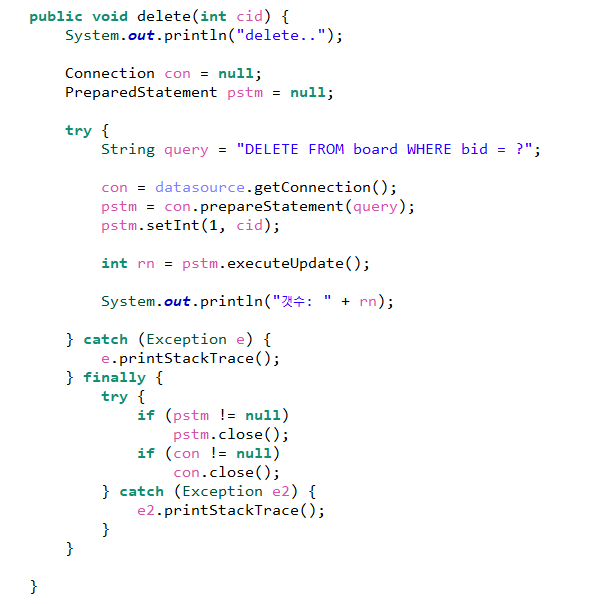 public void delete(int cid) {
    System.out.println("delete..");

    Connection con = null;
    PreparedStatement pstm = null;

    try {
        String query = "DELETE FROM board WHERE bid = ?";

        con = datasource.getConnection();
        pstm = con.prepareStatement(query);
        pstm.setInt(1, cid);

        int rn = pstm.executeUpdate();

        System.out.println("갯수: " + rn);

    } catch (Exception e) {
        e.printStackTrace();
    } finally {
        try {
            if (pstm != null)
                pstm.close();
            if (con != null)
                con.close();
        } catch (Exception e2) {
            e2.printStackTrace();
        }
    }

}